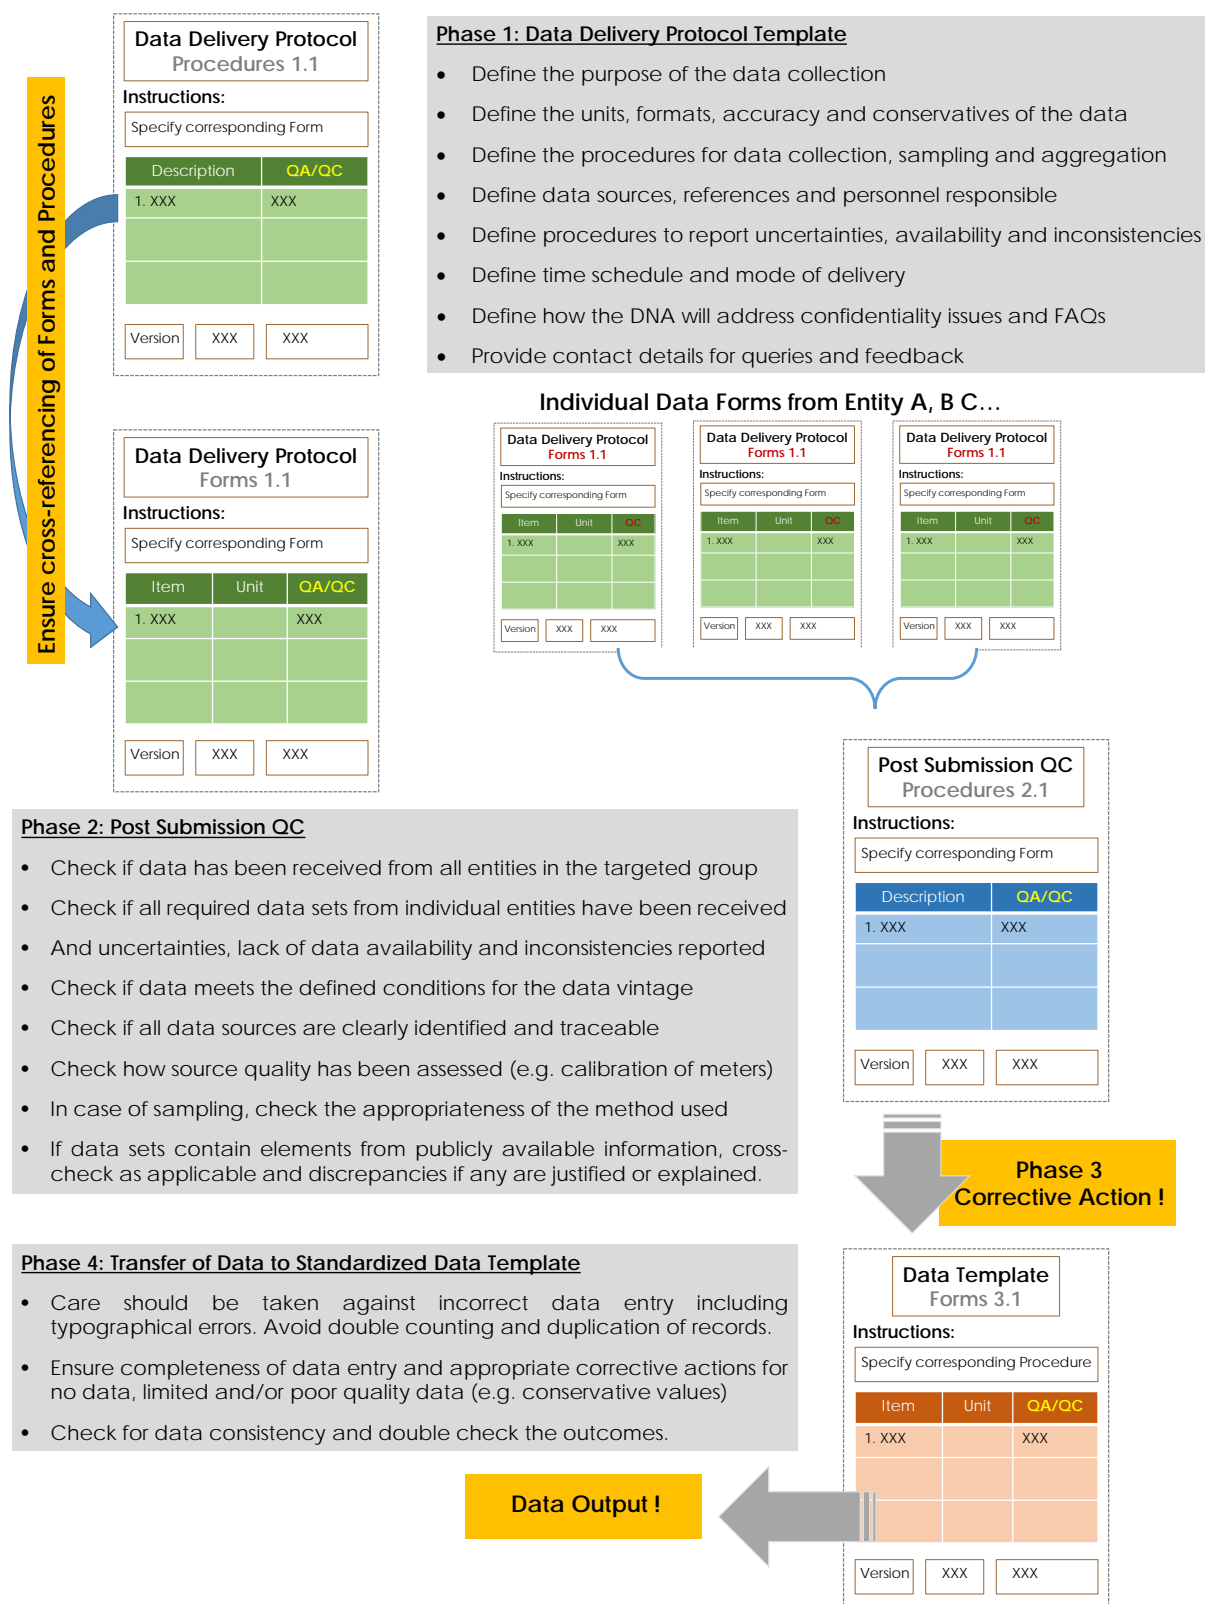 Data Delivery Protocol
Procedures 1.1
Instructions:
Specify corresponding Form
Description QA/QC
1. XXX XXX
Version XXX XXX
Ensure cross-referencing of Forms and Procedures
Phase 1: Data Delivery Protocol Template
• Define the purpose of the data collection
• Define the units, formats, accuracy and conservatives of the data
• Define the procedures for data collection, sampling and aggregation
• Define data sources, references and personnel responsible
• Define procedures to report uncertainties, availability and inconsistencies
• Define time schedule and mode of delivery
• Define how the DNA will address confidentiality issues and FAQs
• Provide contact details for queries and feedback
Data Delivery Protocol
Forms 1.1
Instructions:
Specify corresponding Form
Item Unit QA/QC
1. XXX XXX
Version XXX XXX
Individual Data Forms from Entity A, B C…
Data Delivery Protocol
Forms 1.1
Instructions:
Specify corresponding Form
Item Unit QC
1. XXX XXX
Version XXX XXX
Data Delivery Protocol
Forms 1.1
Instructions:
Specify corresponding Form
Item Unit QC
1. XXX XXX
Version XXX XXX
Data Delivery Protocol
Forms 1.1
Instructions:
Specify corresponding Form
Item Unit QC
1. XXX XXX
Version XXX XXX
Post Submission QC
Procedures 2.1
Instructions:
Specify corresponding Form
Description QA/QC
1. XXX XXX
Version XXX XXX
Phase 2: Post Submission QC
• Check if data has been received from all entities in the targeted group
• Check if all required data sets from individual entities have been received
• And uncertainties, lack of data availability and inconsistencies reported
• Check if data meets the defined conditions for the data vintage
• Check if all data sources are clearly identified and traceable
• Check how source quality has been assessed (e.g. calibration of meters)
• In case of sampling, check the appropriateness of the method used
• If data sets contain elements from publicly available information, cross-
check as applicable and discrepancies if any are justified or explained.
Phase 3
Corrective Action !
Phase 4: Transfer of Data to Standardized Data Template
• Care should be taken against incorrect data entry including
typographical errors. Avoid double counting and duplication of records.
• Ensure completeness of data entry and appropriate corrective actions for
no data, limited and/or poor quality data (e.g. conservative values)
• Check for data consistency and double check the outcomes.
Data Template
Forms 3.1
Instructions:
Specify corresponding Procedure
Item Unit QA/QC
1. XXX XXX
Version XXX XXX
Data Output !